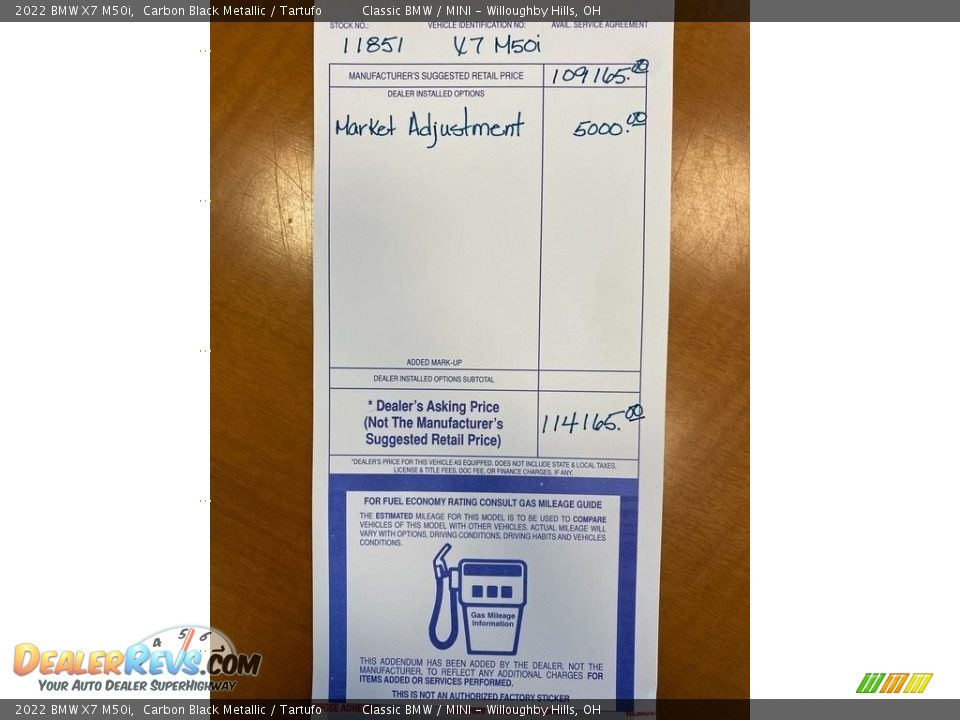 2022 BMW X7 M50i,  Carbon Black Metallic / Tartufo          Classic BMW / MINI – Willoughby Hills, OH
STOCK NO.:    VEHICLE IDENTIFICATION NO:    AVAIL. SERVICE AGREEMENT
11851    X7 M50i
MANUFACTURER'S SUGGESTED RETAIL PRICE    109165.00
DEALER INSTALLED OPTIONS
Market Adjustment    5000.00
ADDED MARK-UP
DEALER INSTALLED OPTIONS SUBTOTAL
* Dealer's Asking Price
(Not The Manufacturer's
Suggested Retail Price)
114165.00
*DEALER'S PRICE FOR THIS VEHICLE AS EQUIPPED. DOES NOT INCLUDE STATE & LOCAL TAXES,
LICENSE & TITLE FEES, DOC FEE, OR FINANCE CHARGES, IF ANY.
FOR FUEL ECONOMY RATING CONSULT GAS MILEAGE GUIDE
THE ESTIMATED MILEAGE FOR THIS MODEL IS TO BE USED TO COMPARE
VEHICLES OF THIS MODEL WITH OTHER VEHICLES. ACTUAL MILEAGE WILL
VARY WITH OPTIONS, DRIVING CONDITIONS, DRIVING HABITS AND VEHICLES
CONDITIONS.
Gas Mileage
Information
THIS ADDENDUM HAS BEEN ADDED BY THE DEALER, NOT THE
MANUFACTURER, TO REFLECT ANY ADDITIONAL CHARGES FOR
ITEMS ADDED OR SERVICES PERFORMED.
THIS IS NOT AN AUTHORIZED FACTORY STICKER
4 5 6
DEALERREVS.COM
YOUR AUTO DEALER SUPERHIGHWAY
2022 BMW X7 M50i,  Carbon Black Metallic / Tartufo          Classic BMW / MINI – Willoughby Hills, OH